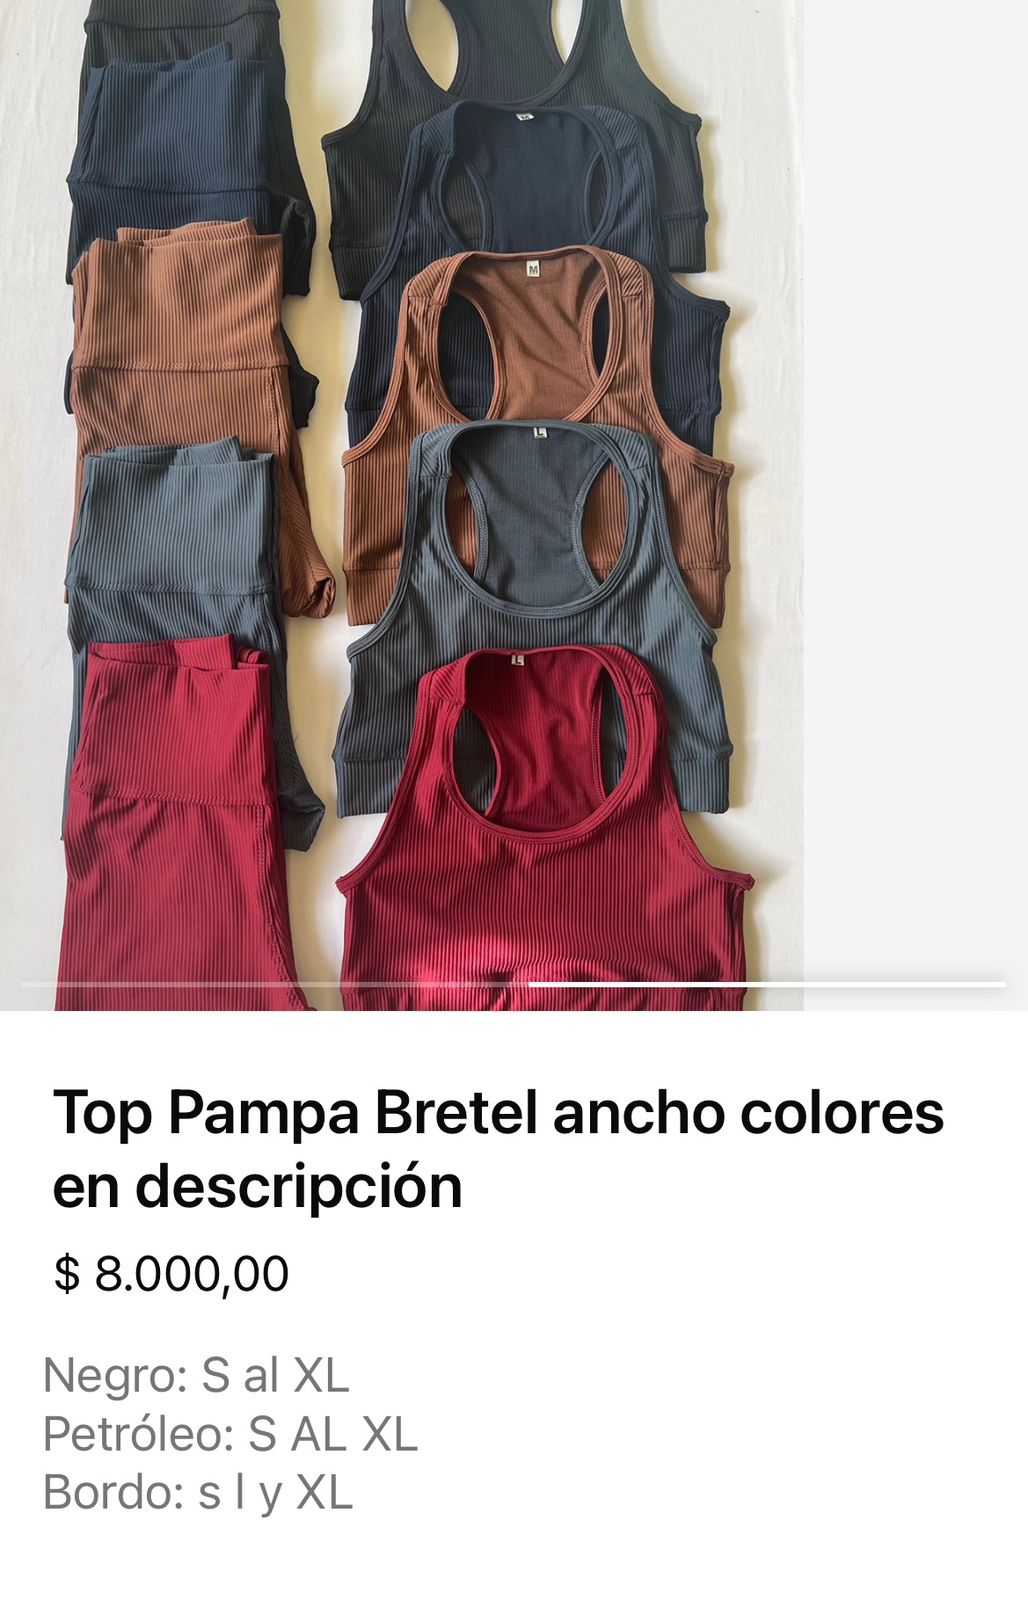 M
L
L
Top Pampa Bretel ancho colores
en descripción
$ 8.000,00
Negro: S al XL
Petróleo: S AL XL
Bordo: s l y XL